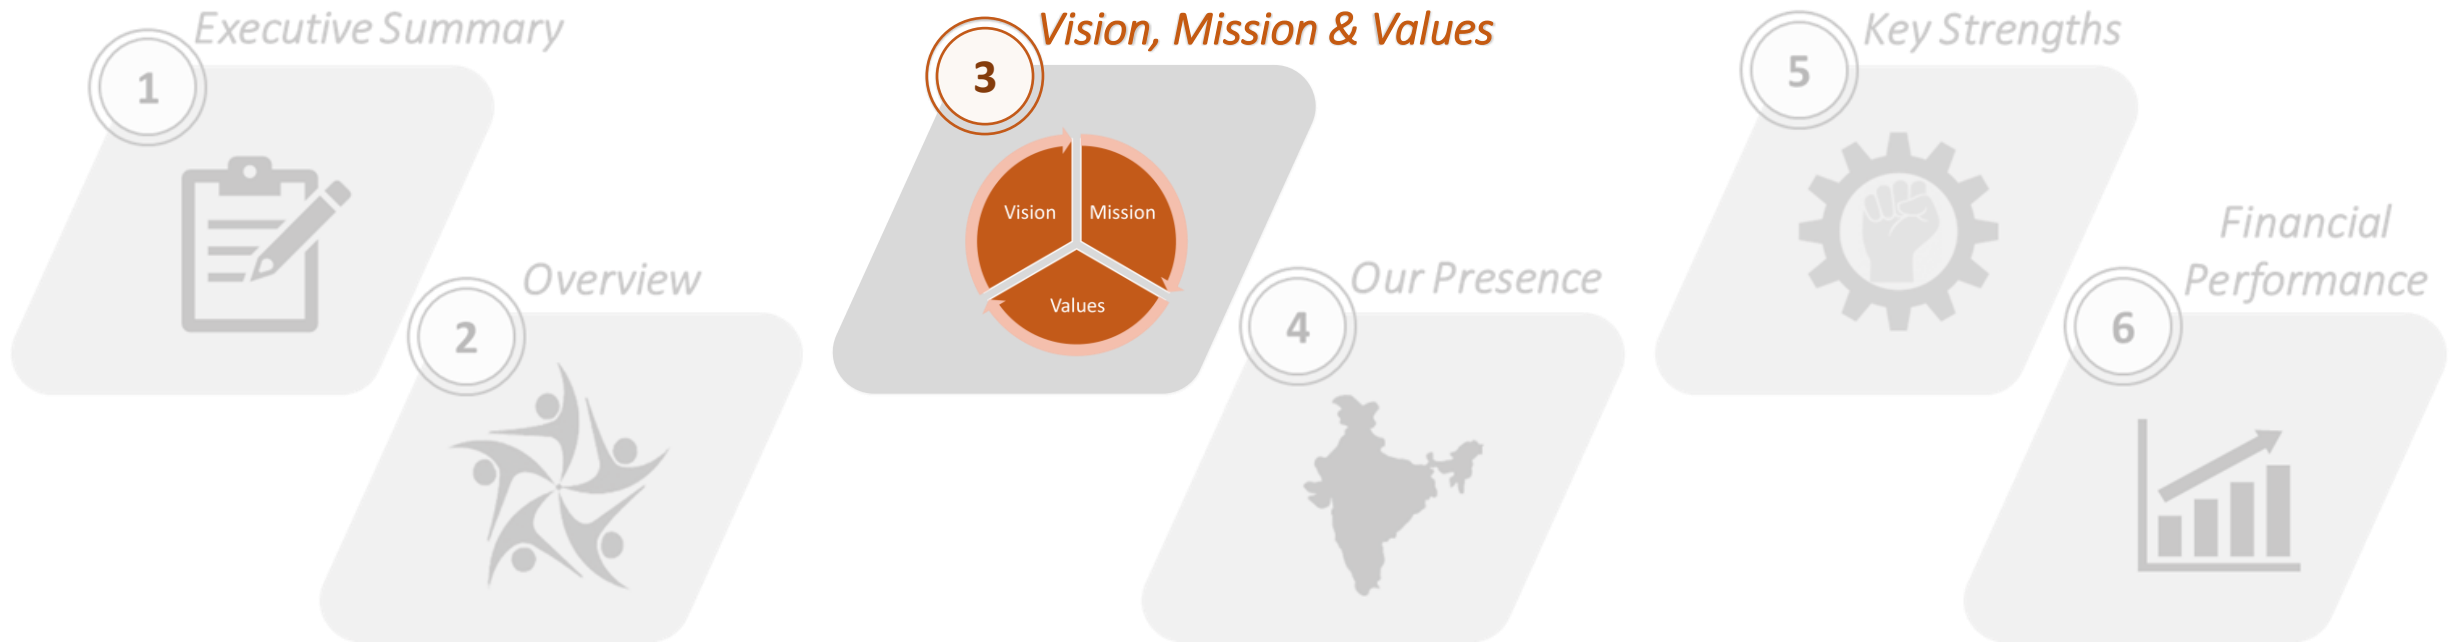 1
Executive Summary
2
Overview
3
Vision, Mission & Values
Vision
Mission
Values
4
Our Presence
5
Key Strengths
6
Financial
Performance